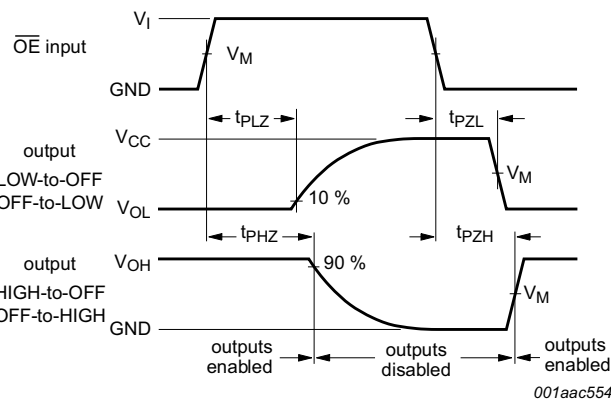 V_I
OE input
V_M
GND
t_PLZ
t_PZL
V_CC
output
LOW-to-OFF
OFF-to-LOW
V_M
V_OL
10 %
t_PHZ
t_PZH
output
V_OH
90 %
HIGH-to-OFF
OFF-to-HIGH
V_M
GND
outputs enabled
outputs disabled
outputs enabled
001aac554